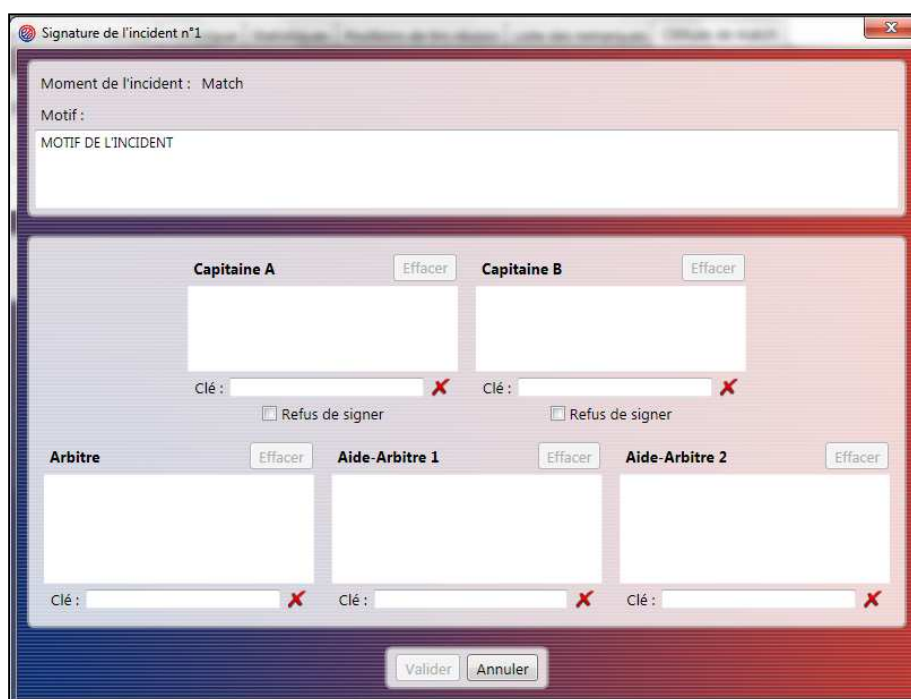 Signature de l'incident n°1
Moment de l'incident : Match
Motif :
MOTIF DE L'INCIDENT
Capitaine A Effacer Capitaine B Effacer
Clé : Clé :
Refus de signer Refus de signer
Arbitre Effacer Aide-Arbitre 1 Effacer Aide-Arbitre 2 Effacer
Clé : Clé : Clé :
Valider Annuler